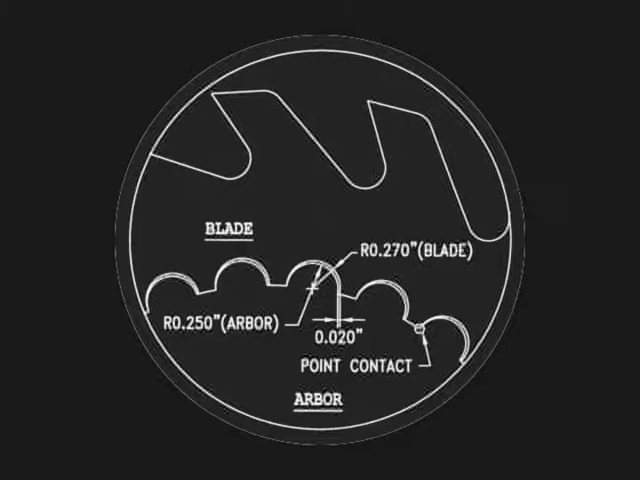 BLADE
R0.270"(BLADE)
R0.250"(ARBOR)
0.020"
POINT CONTACT
ARBOR